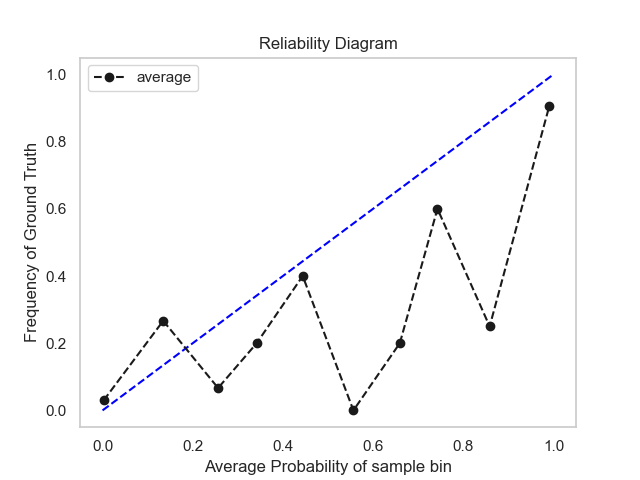 Reliability Diagram
average
Frequency of Ground Truth
1.0
0.8
0.6
0.4
0.2
0.0
0.0 0.2 0.4 0.6 0.8 1.0
Average Probability of sample bin